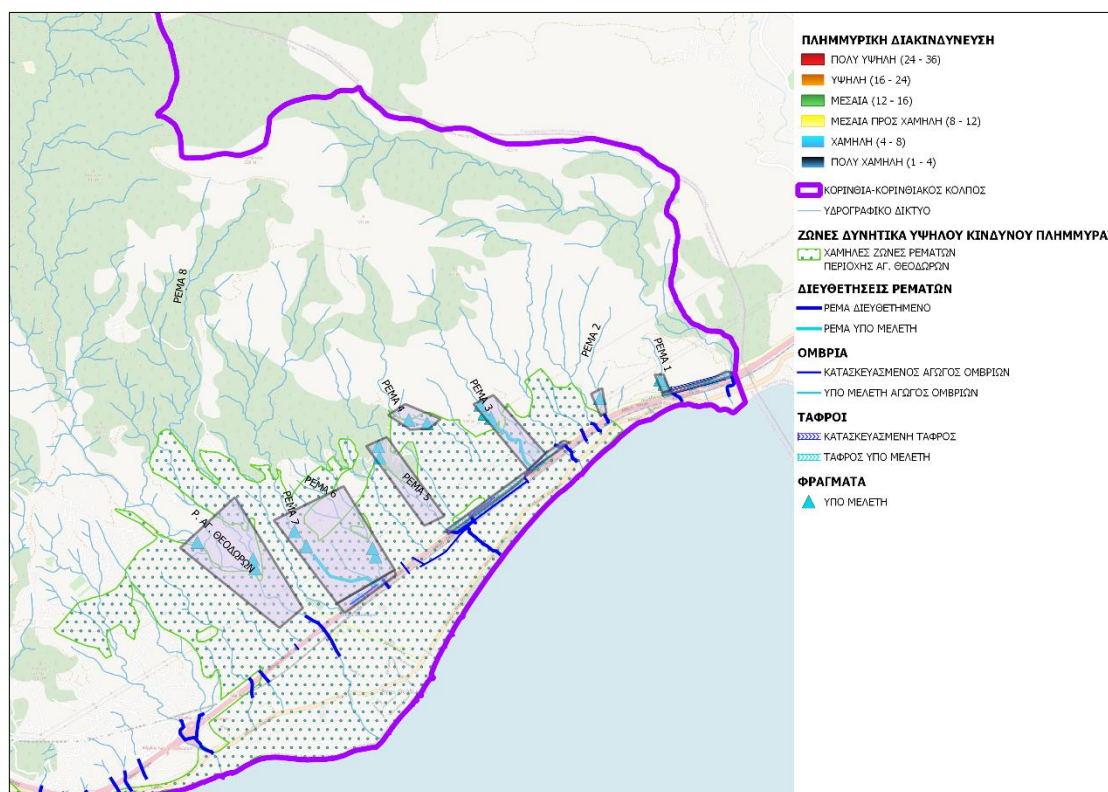 ΠΛΗΜΜΥΡΙΚΗ ΔΙΑΚΙΝΔΥΝΕΥΣΗ
ΠΟΛΥ ΥΨΗΛΗ (24 - 36)
ΥΨΗΛΗ (16 - 24)
ΜΕΣΑΙΑ (12 - 16)
ΜΕΣΑΙΑ ΠΡΟΣ ΧΑΜΗΛΗ (8 - 12)
ΧΑΜΗΛΗ (4 - 8)
ΠΟΛΥ ΧΑΜΗΛΗ (1 - 4)
ΚΟΡΙΝΘΙΑ-ΚΟΡΙΝΘΙΑΚΟΣ ΚΟΛΠΟΣ
ΥΔΡΟΓΡΑΦΙΚΟ ΔΙΚΤΥΟ
ΖΩΝΕΣ ΔΥΝΗΤΙΚΑ ΥΨΗΛΟΥ ΚΙΝΔΥΝΟΥ ΠΛΗΜΜΥΡΑΣ
ΧΑΜΗΛΕΣ ΖΩΝΕΣ ΡΕΜΑΤΩΝ
ΠΕΡΙΟΧΗΣ ΑΓ. ΘΕΟΔΩΡΩΝ
ΔΙΕΥΘΕΤΗΣΕΙΣ ΡΕΜΑΤΩΝ
ΡΕΜΑ ΔΙΕΥΘΕΤΗΜΕΝΟ
ΡΕΜΑ ΥΠΟ ΜΕΛΕΤΗ
ΟΜΒΡΙΑ
ΚΑΤΑΣΚΕΥΑΣΜΕΝΟΣ ΑΓΩΓΟΣ ΟΜΒΡΙΩΝ
ΥΠΟ ΜΕΛΕΤΗ ΑΓΩΓΟΣ ΟΜΒΡΙΩΝ
ΤΑΦΡΟΙ
ΚΑΤΑΣΚΕΥΑΣΜΕΝΗ ΤΑΦΡΟΣ
ΤΑΦΡΟΣ ΥΠΟ ΜΕΛΕΤΗ
ΦΡΑΓΜΑΤΑ
ΥΠΟ ΜΕΛΕΤΗ
ΡΕΜΑ 8
ΡΕΜΑ 2
ΡΕΜΑ 1
ΡΕΜΑ 4
ΡΕΜΑ 3
ΡΕΜΑ 5
ΡΕΜΑ 6
ΡΕΜΑ 7
Ρ. ΑΓ. ΘΕΟΔΩΡΩΝ